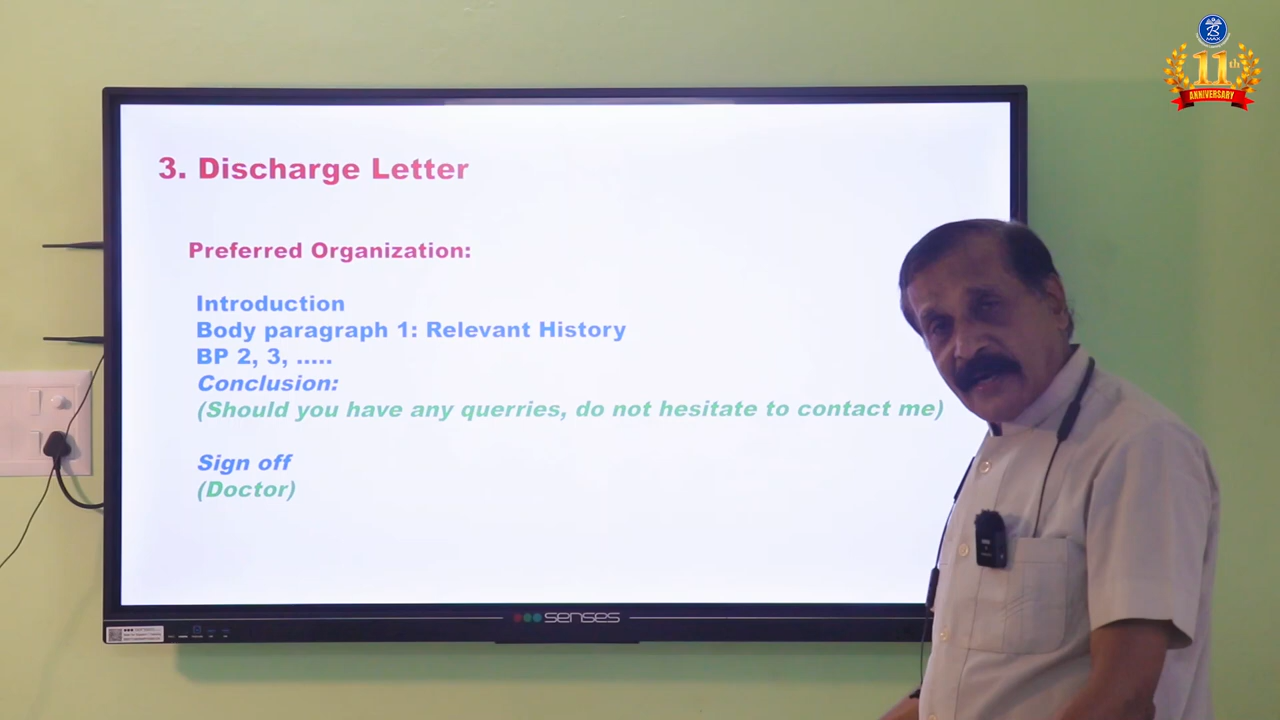 B
MAX
11th
ANNIVERSARY
3. Discharge Letter
Preferred Organization:
Introduction
Body paragraph 1: Relevant History
BP 2, 3, .....
Conclusion:
(Should you have any querries, do not hesitate to contact me)
Sign off
(Doctor)
senses